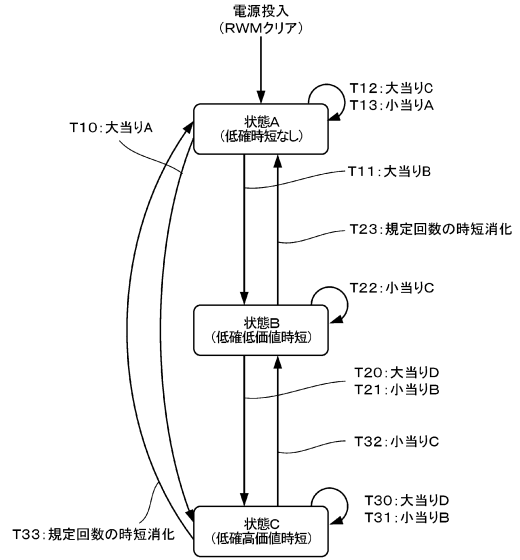 電源投入
(RWMクリア)
T12:大当りC
T13:小当りA
状態A
(低確時短なし)
T10:大当りA
T11:大当りB
T23:規定回数の時短消化
T22:小当りC
状態B
(低確低価値時短)
T20:大当りD
T21:小当りB
T32:小当りC
T30:大当りD
T31:小当りB
状態C
(低確高価値時短)
T33:規定回数の時短消化